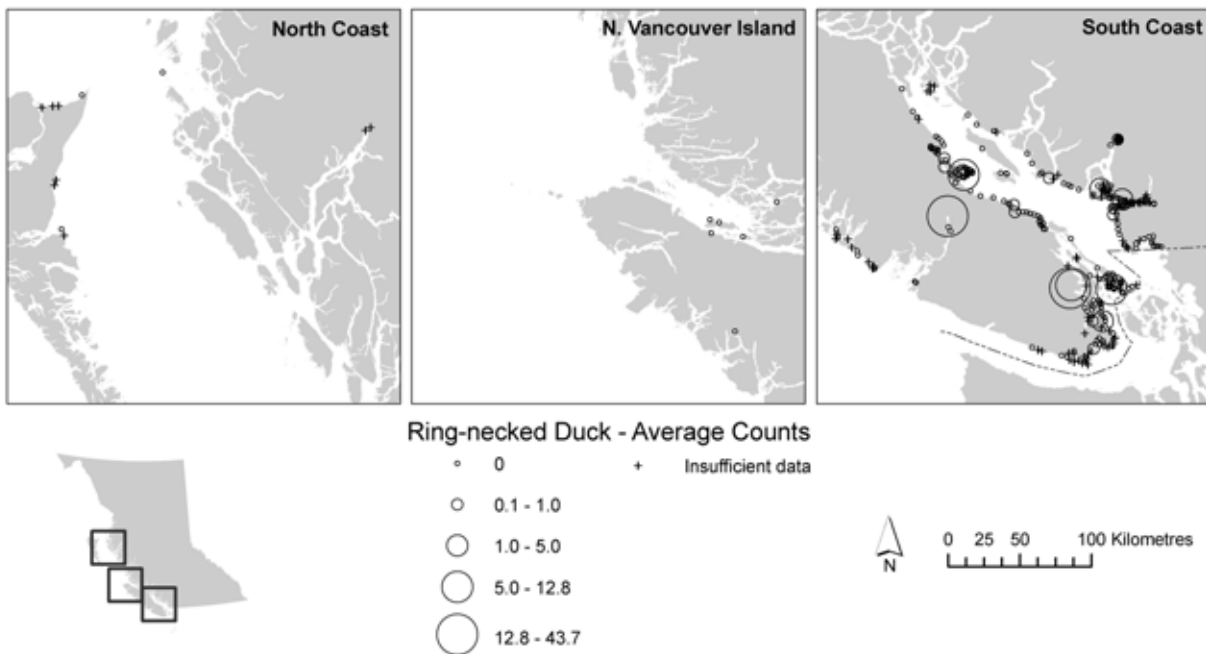 North Coast
N. Vancouver Island
South Coast
Ring-necked Duck - Average Counts
0
Insufficient data
0.1 - 1.0
1.0 - 5.0
5.0 - 12.8
12.8 - 43.7
N
0 25 50 100 Kilometres